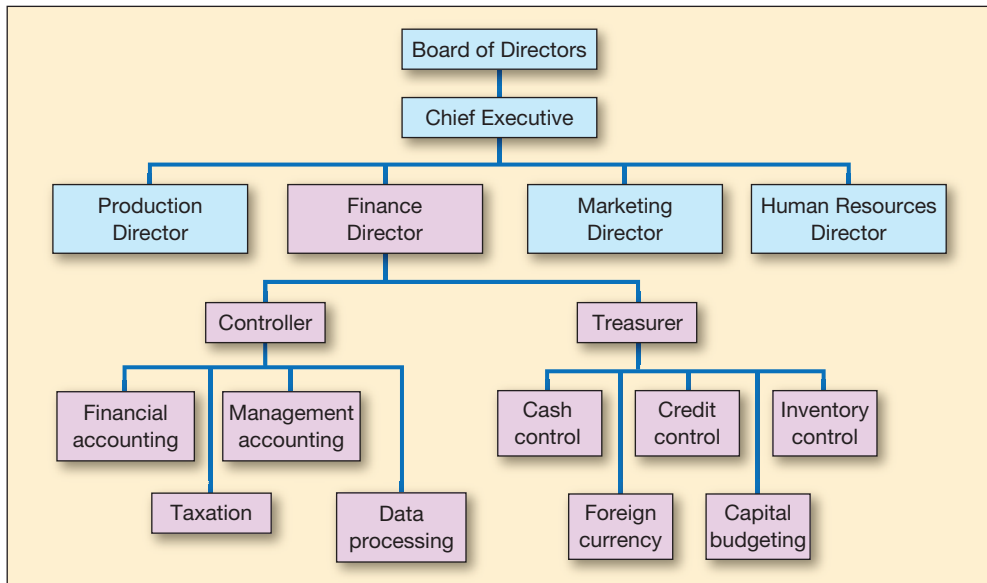 Board of Directors
Chief Executive
Production
Director
Finance
Director
Marketing
Director
Human Resources
Director
Controller
Treasurer
Financial
accounting
Management
accounting
Cash
control
Credit
control
Inventory
control
Taxation
Data
processing
Foreign
currency
Capital
budgeting